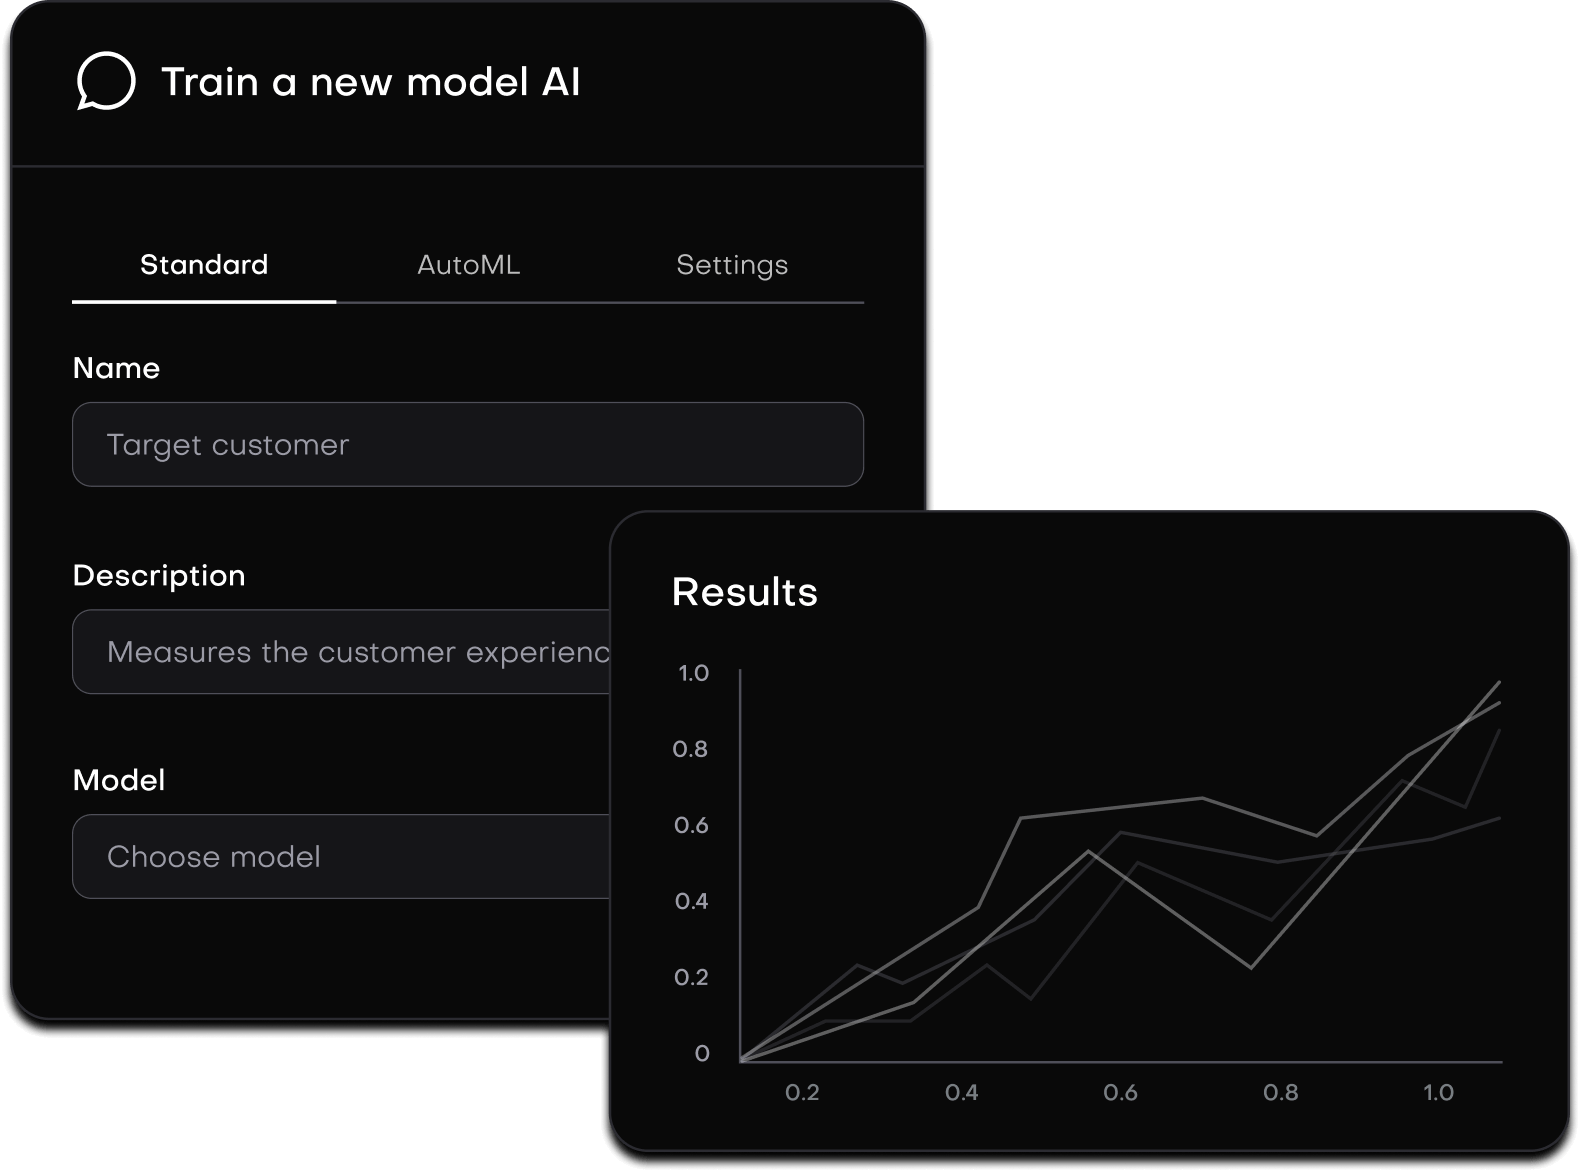 Train a new model AI
Standard
AutoML
Settings
Name
Target customer
Description
Measures the customer experienc
Model
Choose model
Results
1.0
0.8
0.6
0.4
0.2
0
0.2 0.4 0.6 0.8 1.0